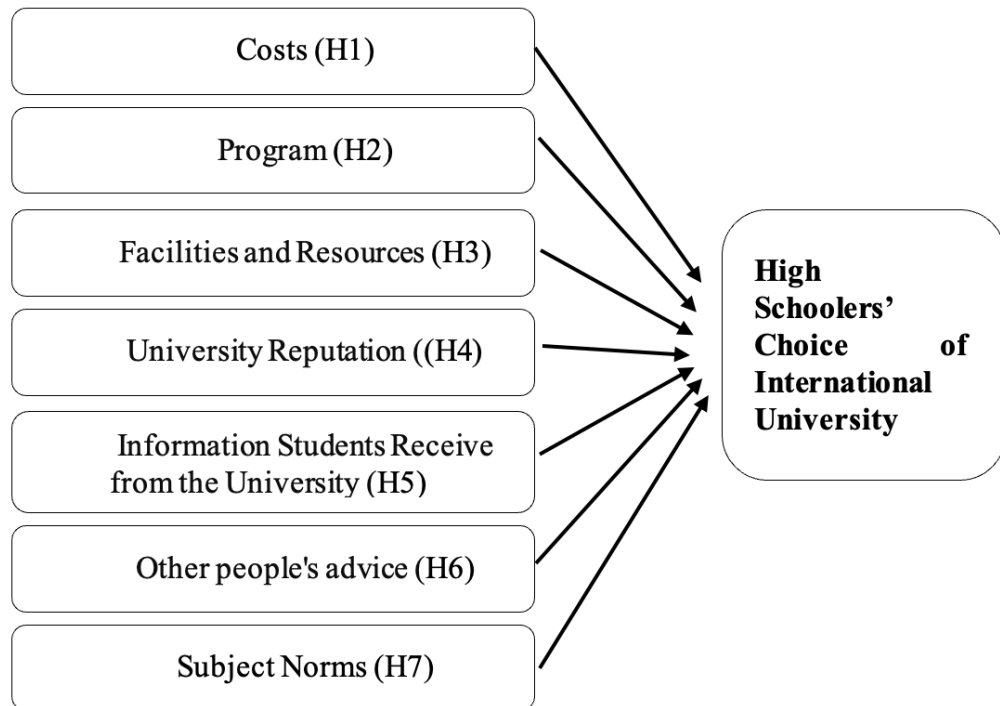 Costs (H1)
Program (H2)
Facilities and Resources (H3)
University Reputation ((H4)
Information Students Receive
from the University (H5)
Other people's advice (H6)
Subject Norms (H7)
High
Schoolers’
Choice of
International
University